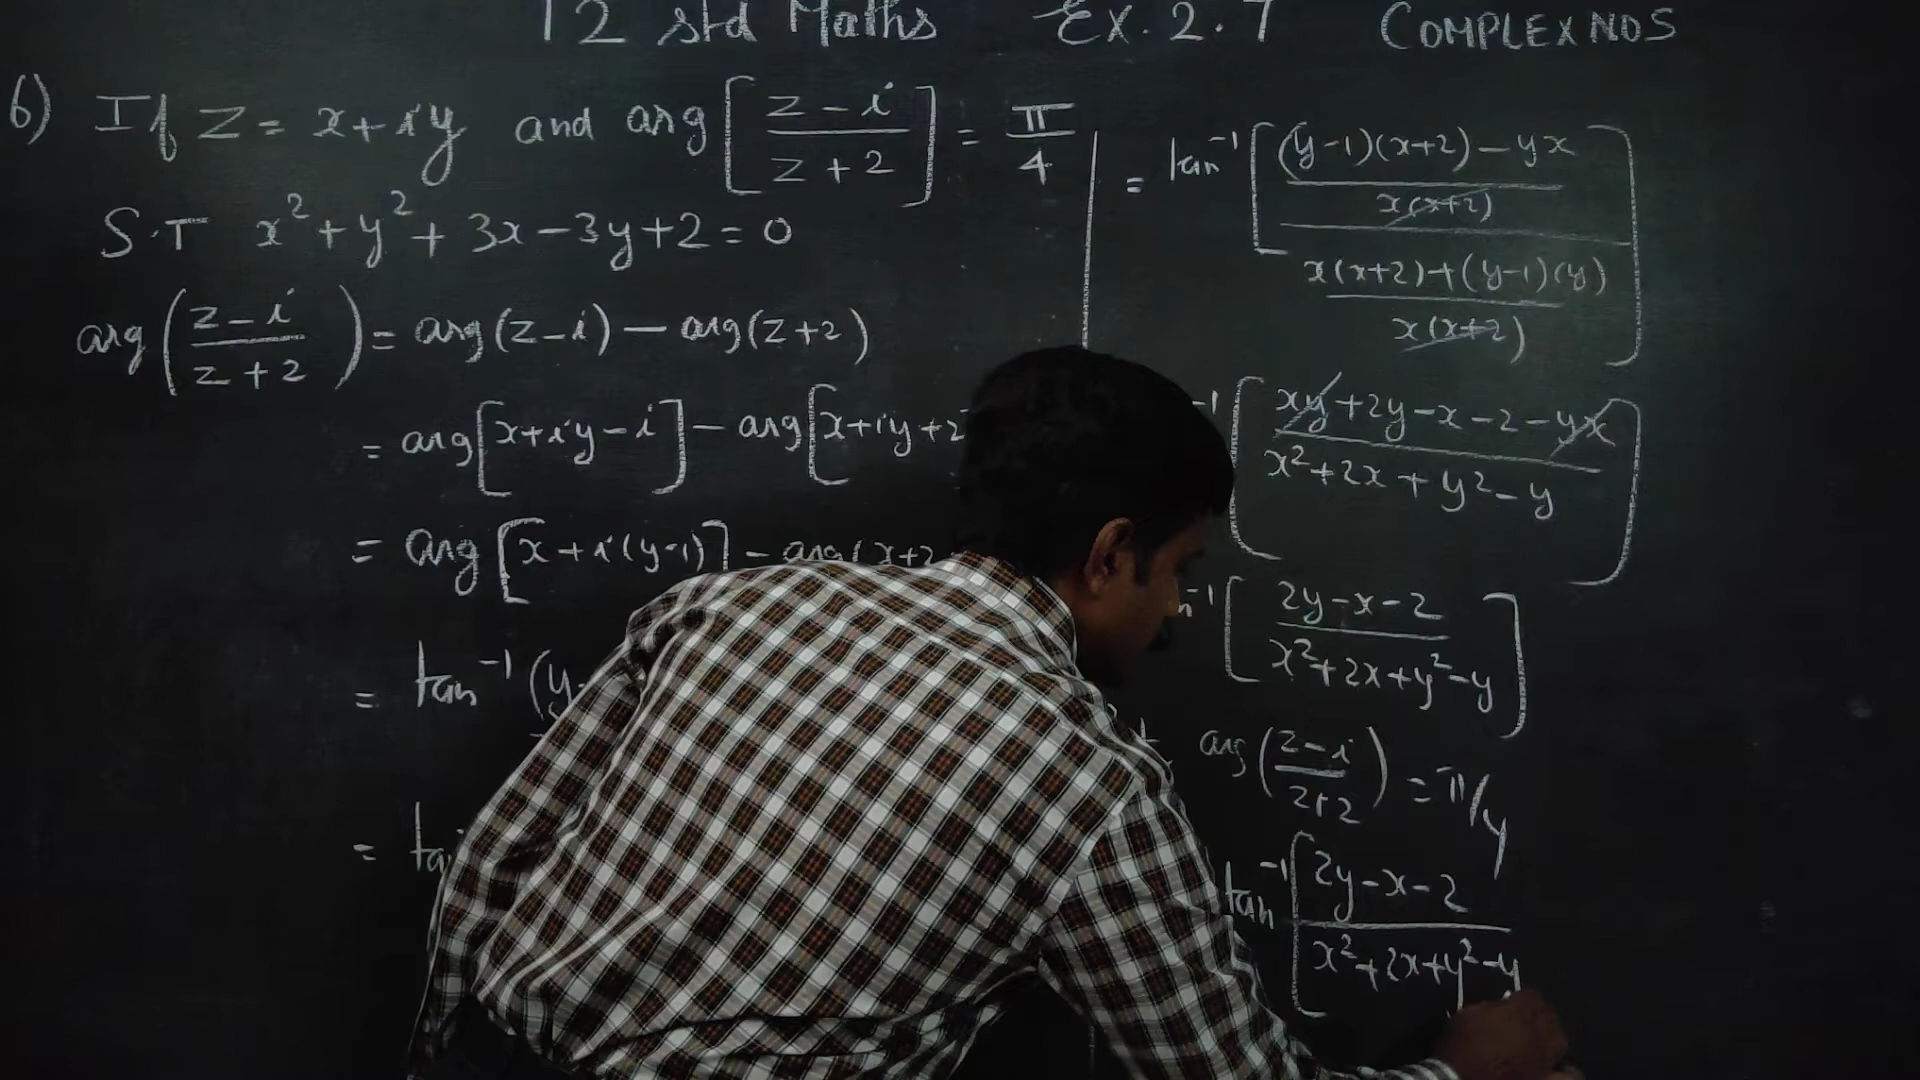 12 std Maths Ex. 2.7 COMPLEX NOS
6) If z = x+iy and arg[(z-i)/(z+2)] = π/4
S.T x²+y²+3x-3y+2=0
arg((z-i)/(z+2)) = arg(z-i) - arg(z+2)
= arg[x+iy-i] - arg[x+iy+2
= arg[x+i(y-1)] - arg(x+2
= tan⁻¹(y-
= ta
= tan⁻¹[((y-1)(x+2)-yx)/(x(x+2)) / (x(x+2)+(y-1)(y))/(x(x+2))]
⁻¹[(xy+2y-x-2-yx)/(x²+2x+y²-y)]
n⁻¹[(2y-x-2)/(x²+2x+y²-y)]
arg((z-i)/(z+2)) = π/4
tan⁻¹[(2y-x-2)/(x²+2x+y²-y)